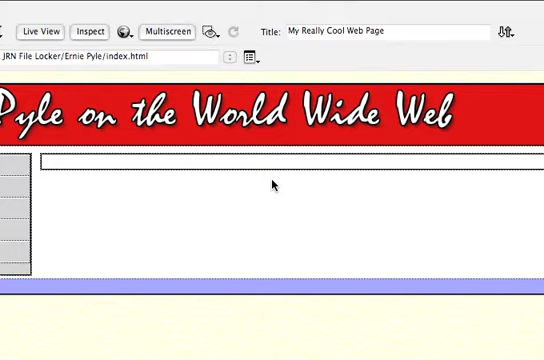 Live View Inspect Multiscreen Title: My Really Cool Web Page
JRN File Locker/Ernie Pyle/index.html
Pyle on the World Wide Web